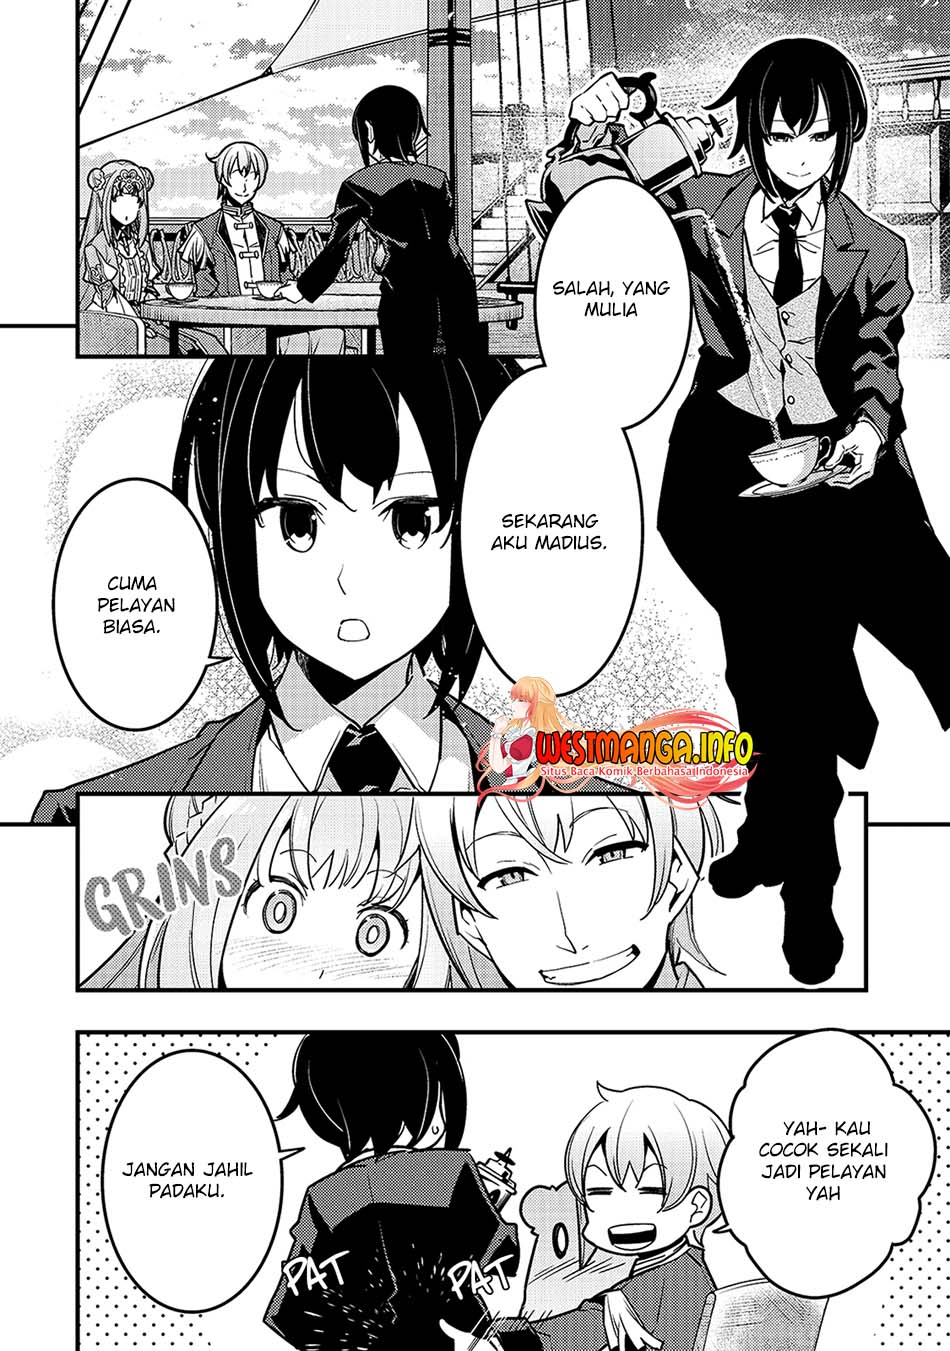 SALAH, YANG
MULIA
SEKARANG
AKU MADIUS.
CUMA
PELAYAN
BIASA.
WESTMANGA.INFO
Situs Baca Komik Berbahasa Indonesia
GRINS
YAH- KAU
COCOK SEKALI
JADI PELAYAN
YAH
JANGAN JAHIL
PADAKU.
PAT
PAT